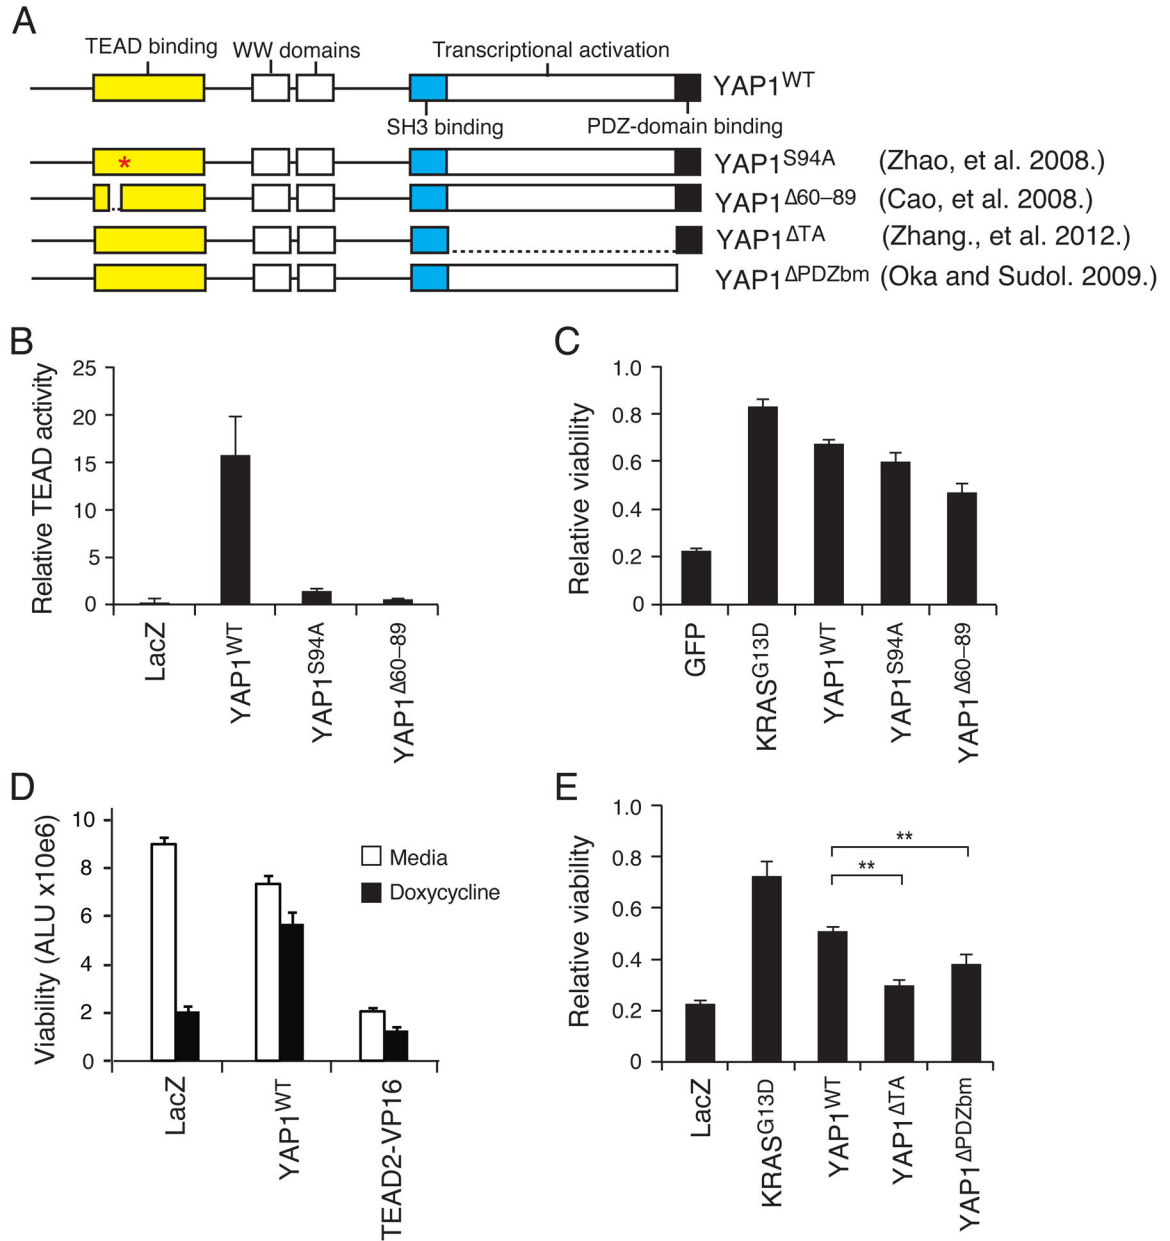 A
TEAD binding WW domains Transcriptional activation
YAP1WT
SH3 binding PDZ-domain binding
* YAP1S94A (Zhao, et al. 2008.)
YAP1Δ60–89 (Cao, et al. 2008.)
YAP1ΔTA (Zhang., et al. 2012.)
YAP1ΔPDZbm (Oka and Sudol. 2009.)
B
Relative TEAD activity
25
20
15
10
5
0
LacZ
YAP1WT
YAP1S94A
YAP1Δ60–89
C
Relative viability
1.0
0.8
0.6
0.4
0.2
0
GFP
KRASG13D
YAP1WT
YAP1S94A
YAP1Δ60–89
D
Viability (ALU x10e6)
10
8
6
4
2
0
Media
Doxycycline
LacZ
YAP1WT
TEAD2-VP16
E
Relative viability
1.0
0.8
0.6
0.4
0.2
0
**
**
LacZ
KRASG13D
YAP1WT
YAP1ΔTA
YAP1ΔPDZbm